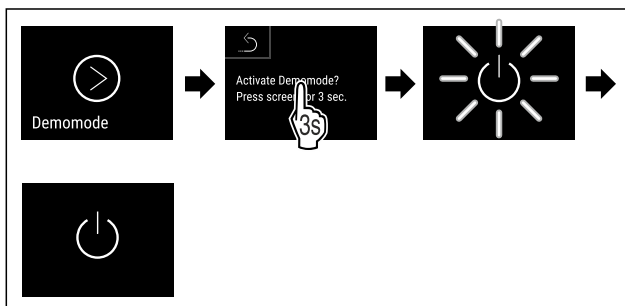 Demomode
Activate Demomode?
Press screen for 3 sec.
3s